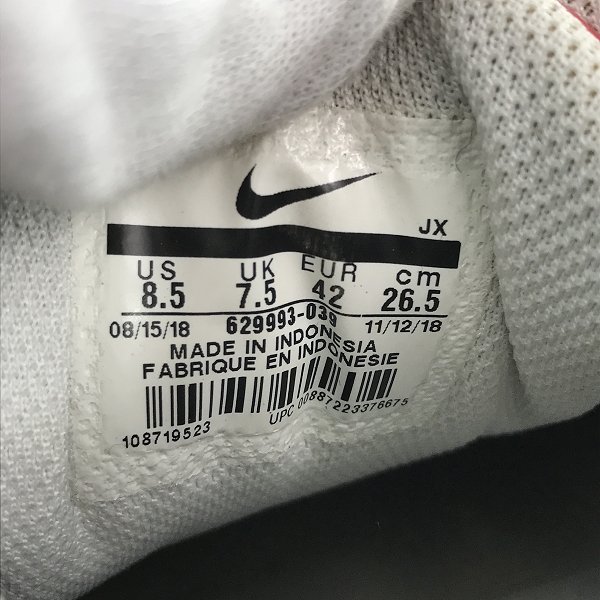 JX
US UK EUR cm
8.5 7.5 42 26.5
08/15/18 629993-039 11/12/18
MADE IN INDONESIA
FABRIQUE EN INDONESIE
108719523 UPC 00887223376675